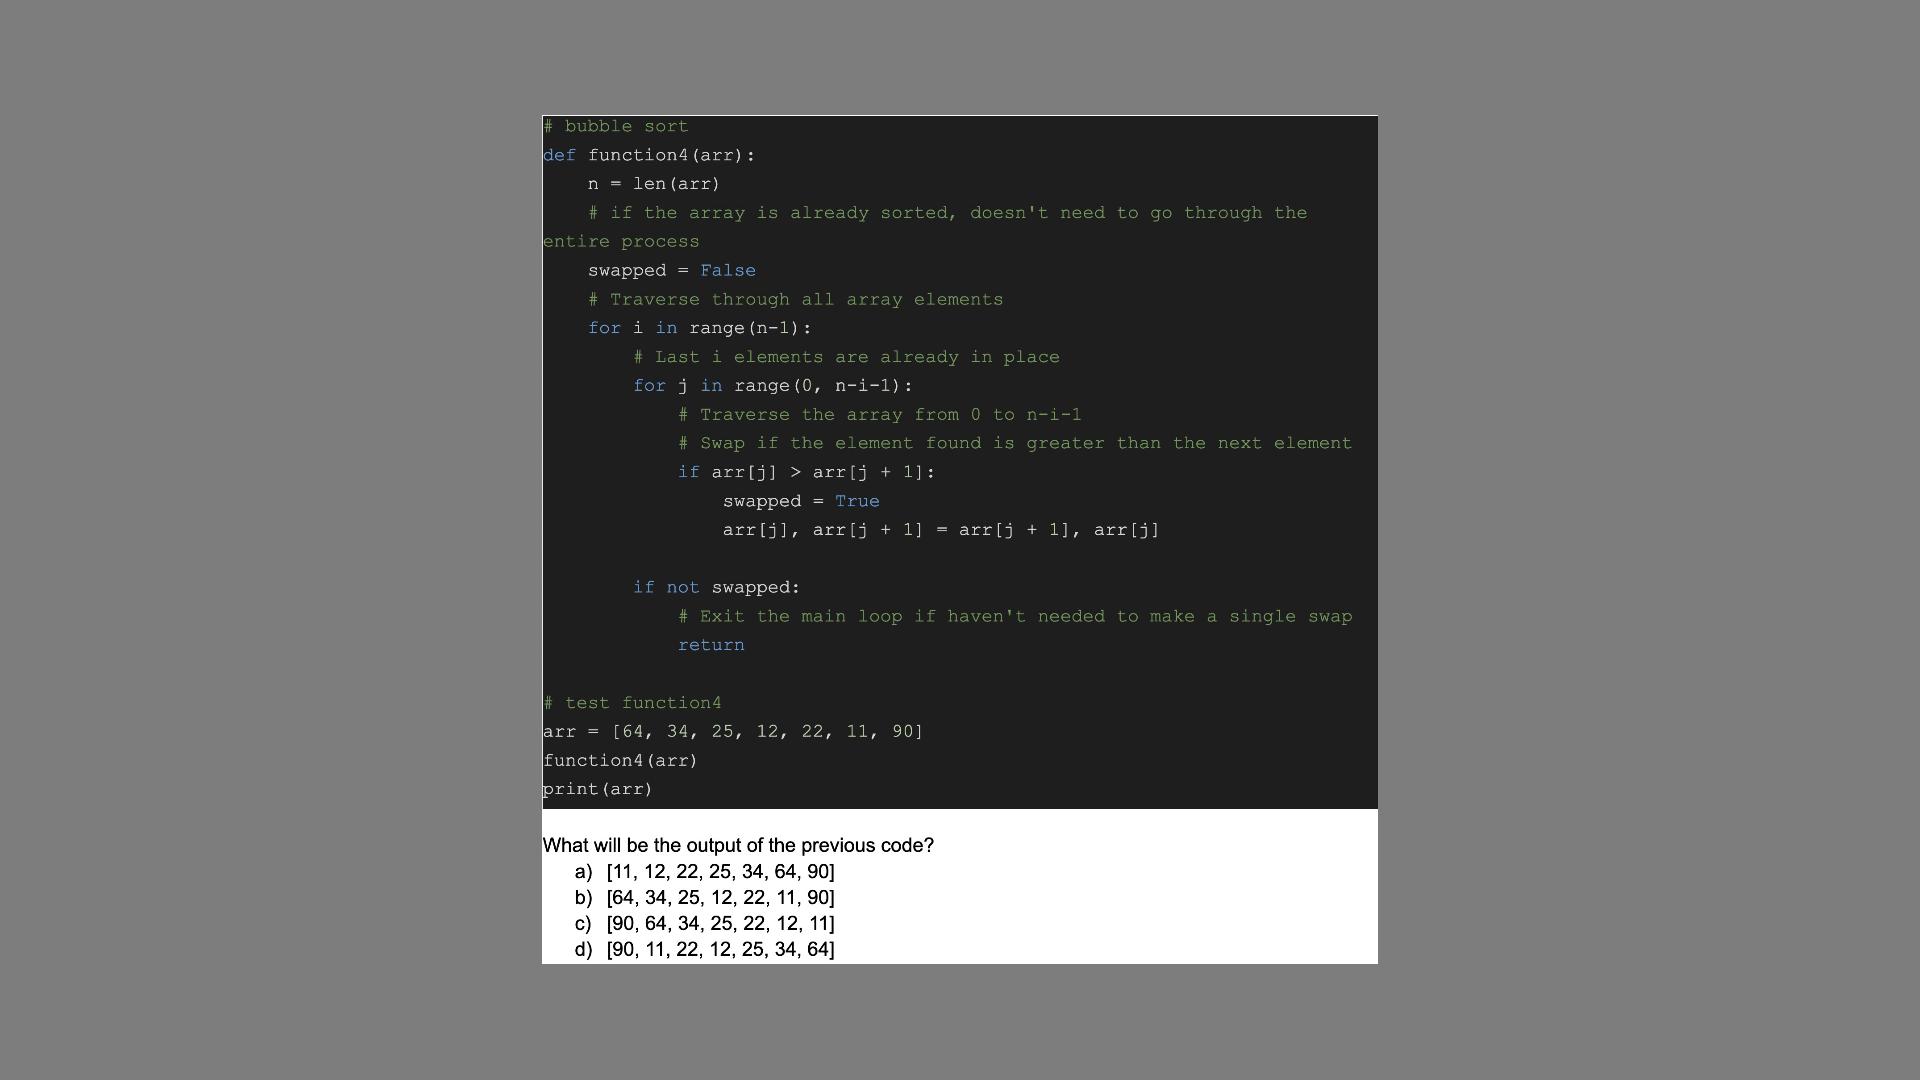 # bubble sort
def function4(arr):
    n = len(arr)
    # if the array is already sorted, doesn't need to go through the
entire process
    swapped = False
    # Traverse through all array elements
    for i in range(n-1):
        # Last i elements are already in place
        for j in range(0, n-i-1):
            # Traverse the array from 0 to n-i-1
            # Swap if the element found is greater than the next element
            if arr[j] > arr[j + 1]:
                swapped = True
                arr[j], arr[j + 1] = arr[j + 1], arr[j]
        if not swapped:
            # Exit the main loop if haven't needed to make a single swap
            return
# test function4
arr = [64, 34, 25, 12, 22, 11, 90]
function4(arr)
print(arr)
What will be the output of the previous code?
a) [11, 12, 22, 25, 34, 64, 90]
b) [64, 34, 25, 12, 22, 11, 90]
c) [90, 64, 34, 25, 22, 12, 11]
d) [90, 11, 22, 12, 25, 34, 64]